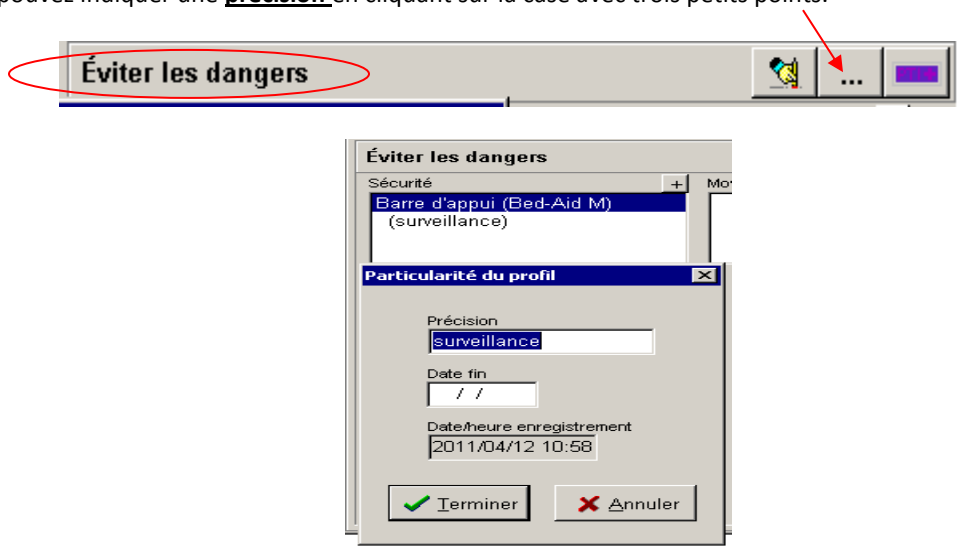 pouvez indiquer une précision en cliquant sur la case avec trois petits points.
Éviter les dangers
...
Éviter les dangers
Sécurité
+
Barre d'appui (Bed-Aid M)
(surveillance)
Particularité du profil
Précision
surveillance
Date fin
/ /
Date/heure enregistrement
2011/04/12 10:58
Terminer
Annuler